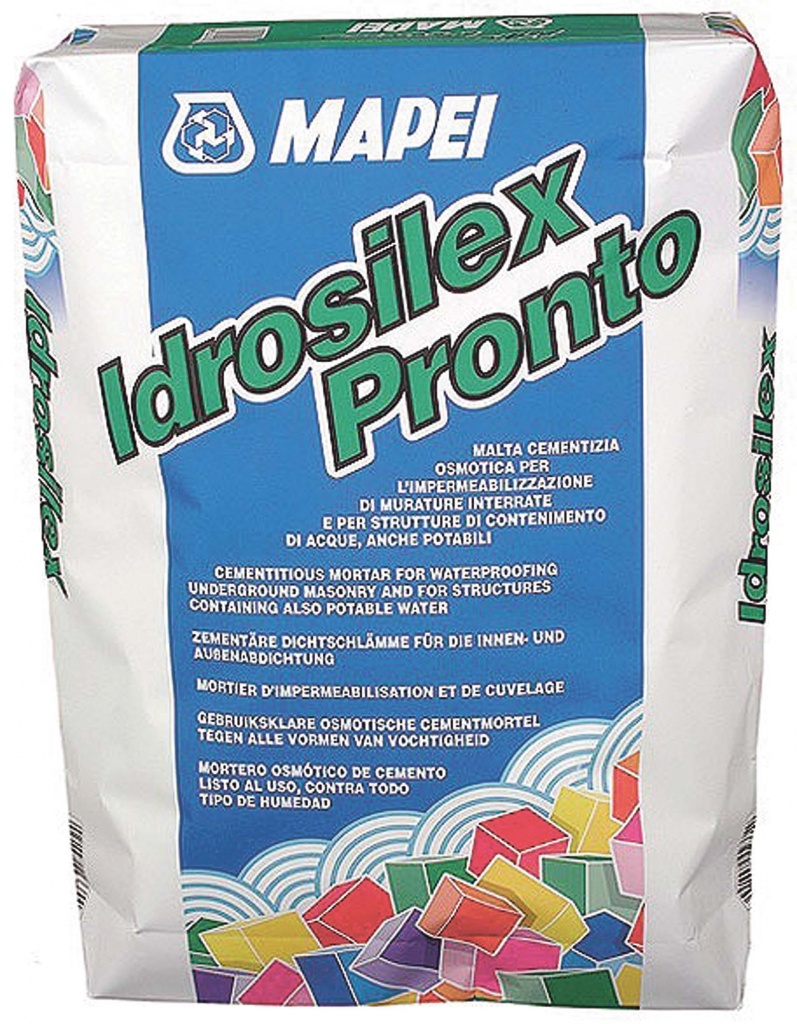 MAPEI
MAPEI
Idrosilex
Pronto
MALTA CEMENTIZIA
OSMOTICA PER
L'IMPERMEABILIZZAZIONE
DI MURATURE INTERRATE
E PER STRUTTURE DI CONTENIMENTO
DI ACQUE, ANCHE POTABILI
CEMENTITIOUS MORTAR FOR WATERPROOFING
UNDERGROUND MASONRY AND FOR STRUCTURES
CONTAINING ALSO POTABLE WATER
ZEMENTÄRE DICHTSCHLÄMME FÜR DIE INNEN- UND
AUßENABDICHTUNG
MORTIER D'IMPERMEABILISATION ET DE CUVELAGE
GEBRUIKSKLARE OSMOTISCHE CEMENTMORTEL
TEGEN ALLE VORMEN VAN VOCHTIGHEID
MORTERO OSMÓTICO DE CEMENTO
LISTO AL USO, CONTRA TODO
TIPO DE HUMEDAD
Idrosilex
Idrosilex